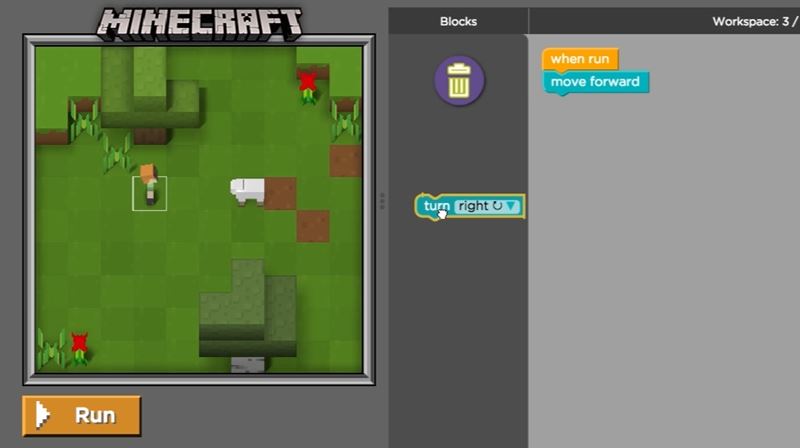 MINECRAFT
Blocks
Workspace: 3 /
when run
move forward
turn right
Run